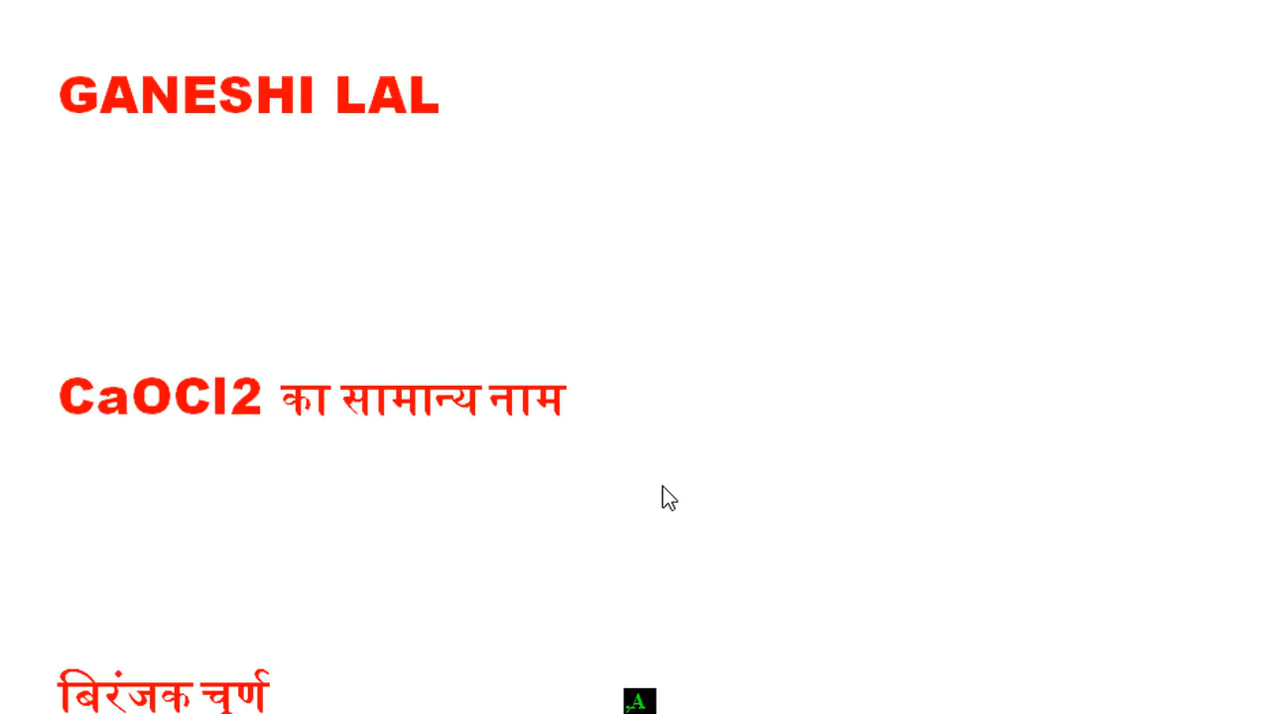 GANESHI LAL
CaOCl2 का सामान्य नाम
बिरंजक चूर्ण
A